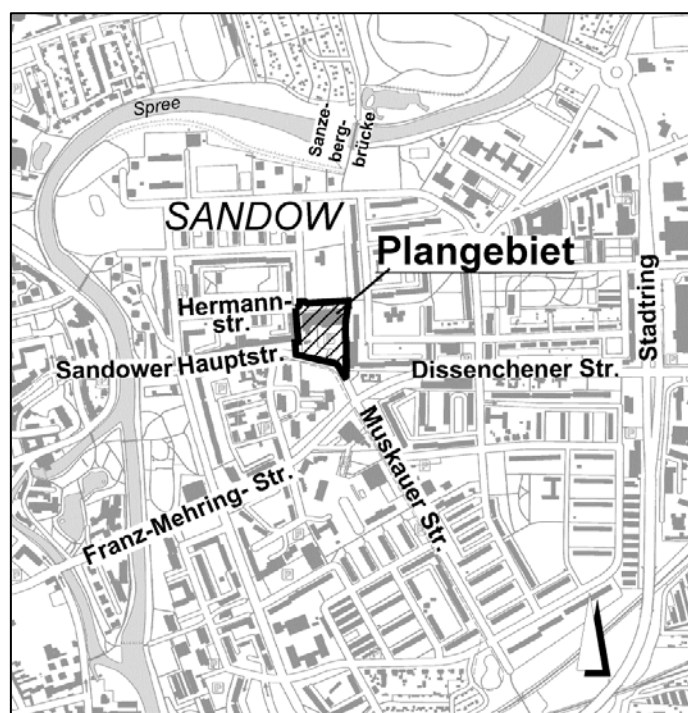 Spree
Sanze-
berg-
brücke
SANDOW
Plangebiet
Hermann-
str.
Stadtring
Sandower Hauptstr.
Dissenchener Str.
Muskauer Str.
Franz-Mehring- Str.